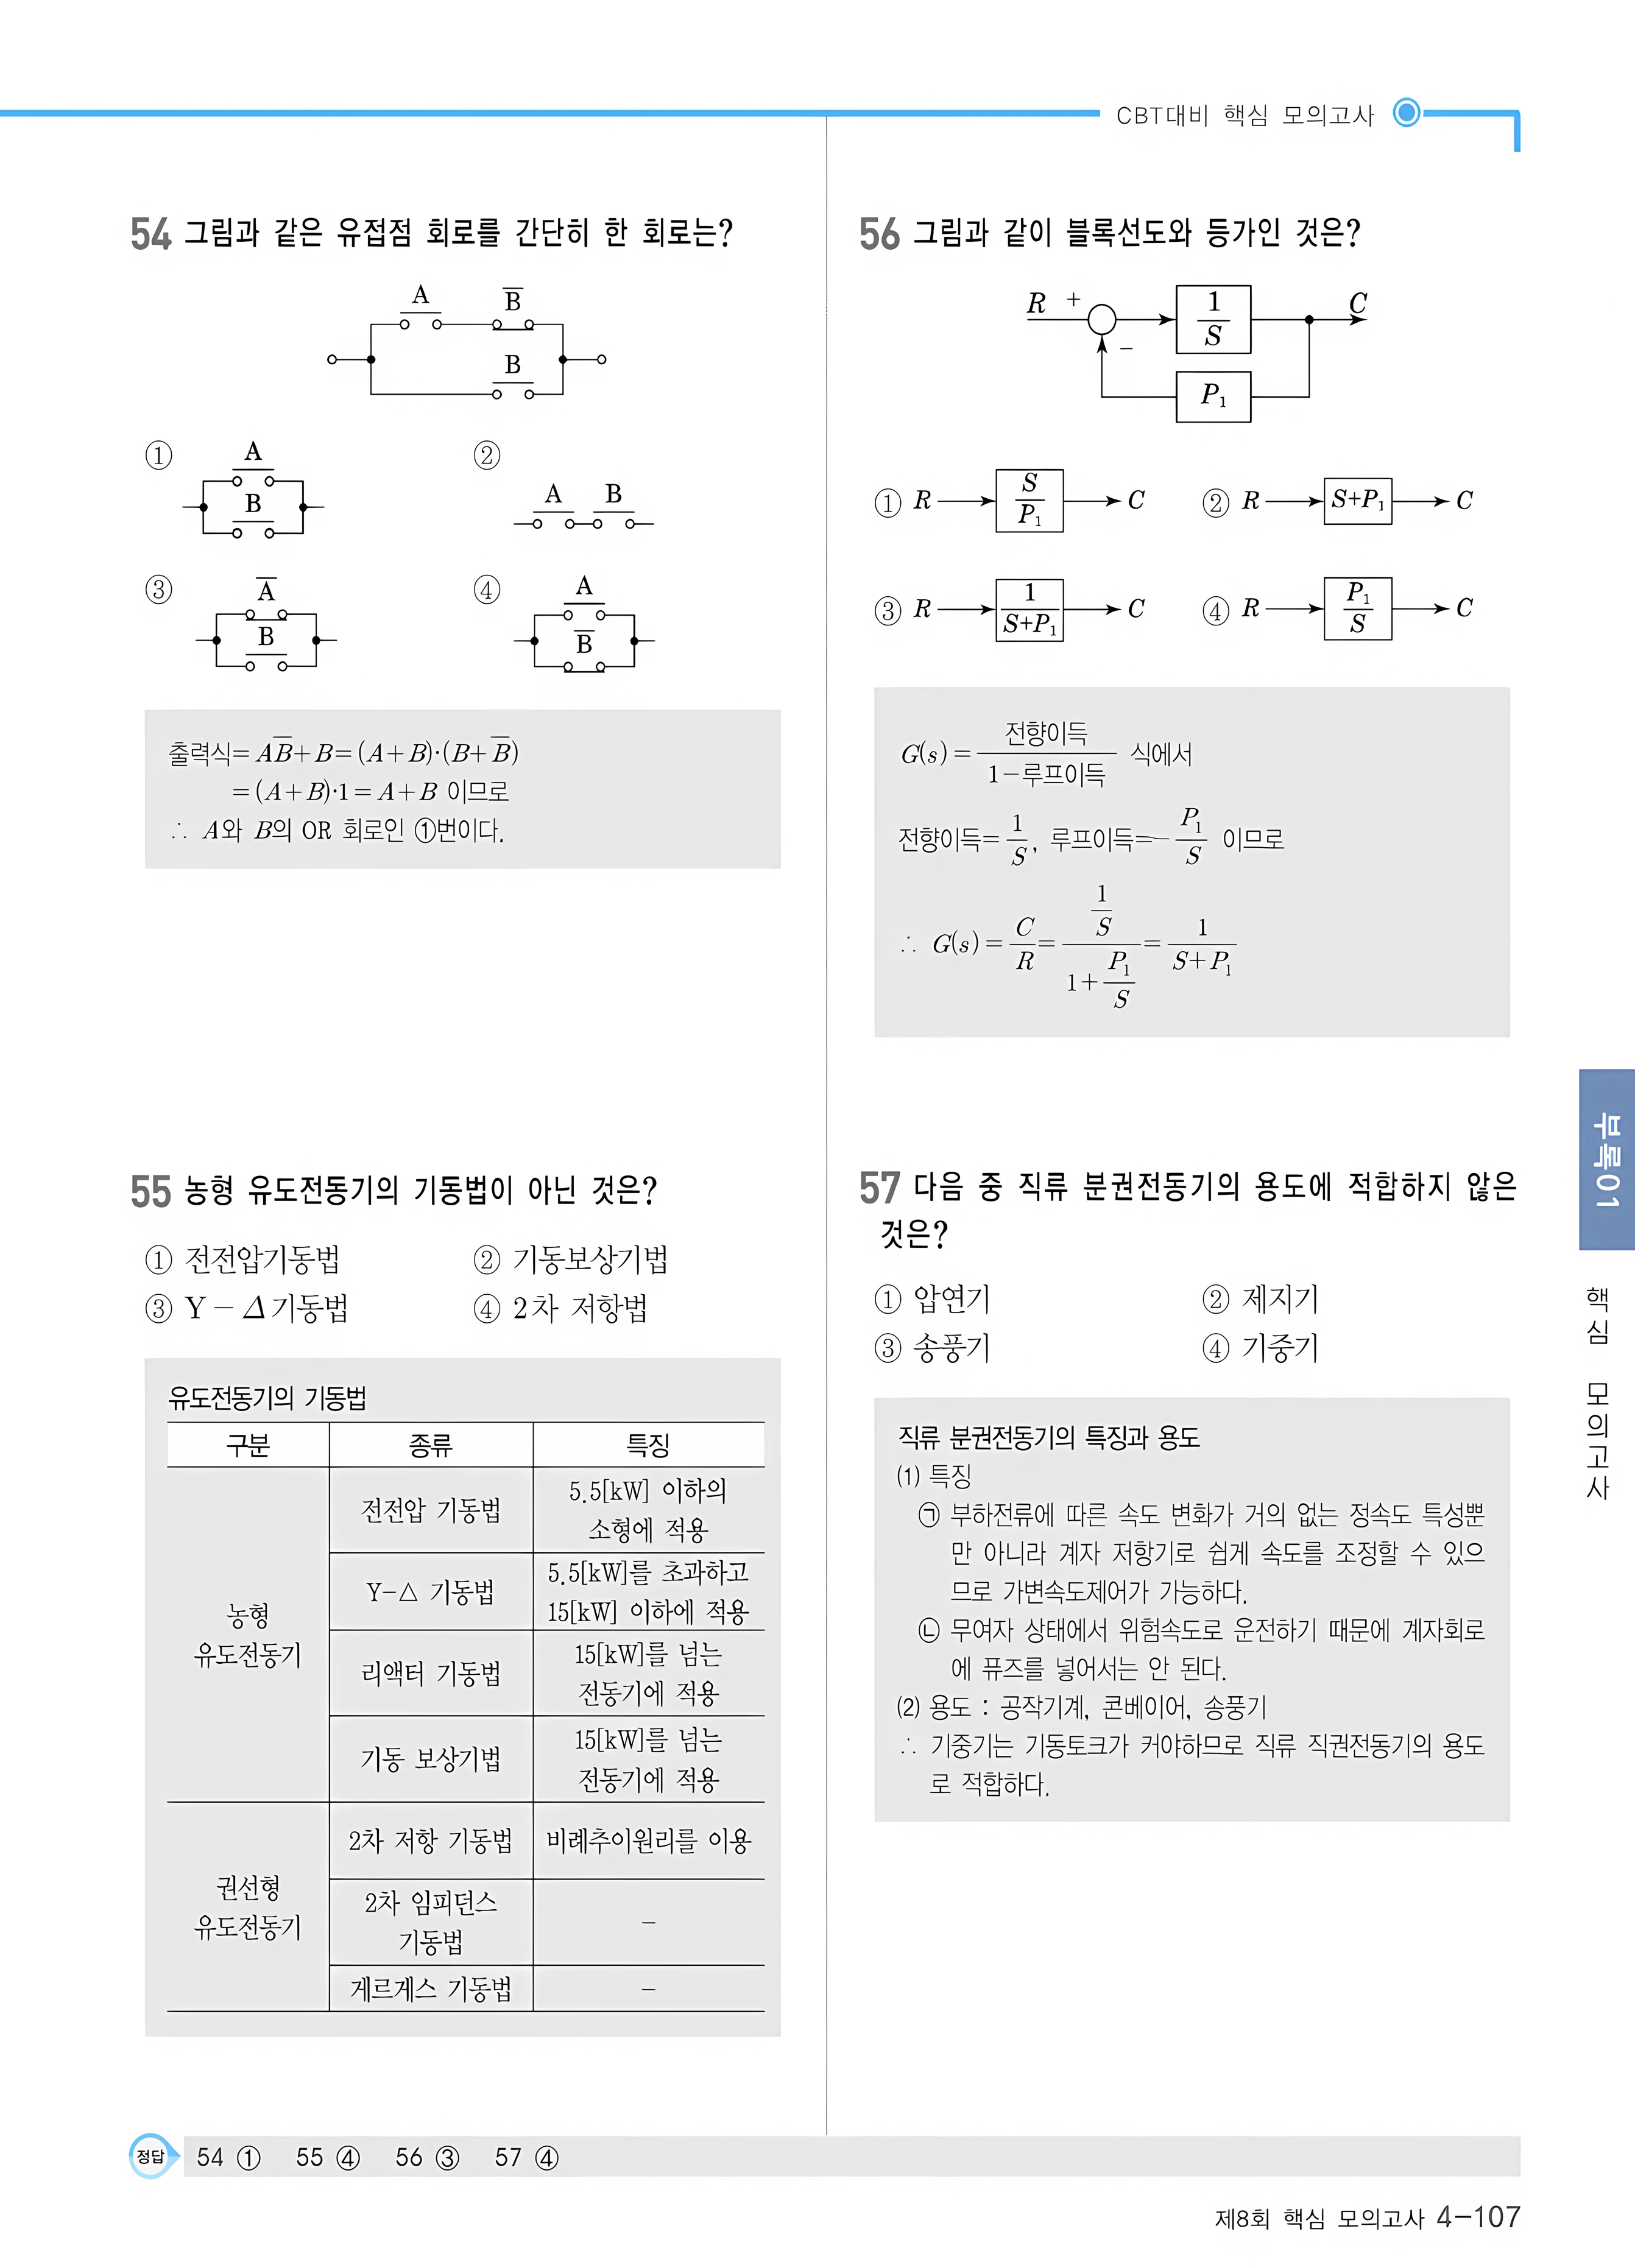 CBT대비 핵심 모의고사
54 그림과 같은 유접점 회로를 간단히 한 회로는?
A B̅
B
① A
B
② A B
③ A̅
B
④ A
B̅
출력식= AB̅+B=(A+B)·(B+B̅)
=(A+B)·1=A+B 이므로
∴ A와 B의 OR 회로인 ①번이다.
55 농형 유도전동기의 기동법이 아닌 것은?
① 전전압기동법 ② 기동보상기법
③ Y-Δ기동법 ④ 2차 저항법
유도전동기의 기동법
구분 종류 특징
농형
유도전동기
전전압 기동법
5.5[kW] 이하의
소형에 적용
Y-△ 기동법
5.5[kW]를 초과하고
15[kW] 이하에 적용
리액터 기동법
15[kW]를 넘는
전동기에 적용
기동 보상기법
15[kW]를 넘는
전동기에 적용
권선형
유도전동기
2차 저항 기동법 비례추이원리를 이용
2차 임피던스
기동법
-
게르게스 기동법 -
56 그림과 같이 블록선도와 등가인 것은?
R + - 1/S C
P₁
① R S/P₁ C ② R S+P₁ C
③ R 1/(S+P₁) C ④ R P₁/S C
G(s)= 전향이득/(1-루프이득) 식에서
전향이득= 1/S, 루프이득=- P₁/S 이므로
∴ G(s)= C/R = (1/S)/(1+P₁/S) = 1/(S+P₁)
57 다음 중 직류 분권전동기의 용도에 적합하지 않은
것은?
① 압연기 ② 제지기
③ 송풍기 ④ 기중기
직류 분권전동기의 특징과 용도
(1) 특징
㉠ 부하전류에 따른 속도 변화가 거의 없는 정속도 특성뿐
만 아니라 계자 저항기로 쉽게 속도를 조정할 수 있으
므로 가변속도제어가 가능하다.
㉡ 무여자 상태에서 위험속도로 운전하기 때문에 계자회로
에 퓨즈를 넣어서는 안 된다.
(2) 용도 : 공작기계, 콘베이어, 송풍기
∴ 기중기는 기동토크가 커야하므로 직류 직권전동기의 용도
로 적합하다.
부록01
핵심 모의고사
정답 54 ① 55 ④ 56 ③ 57 ④
제8회 핵심 모의고사 4-107